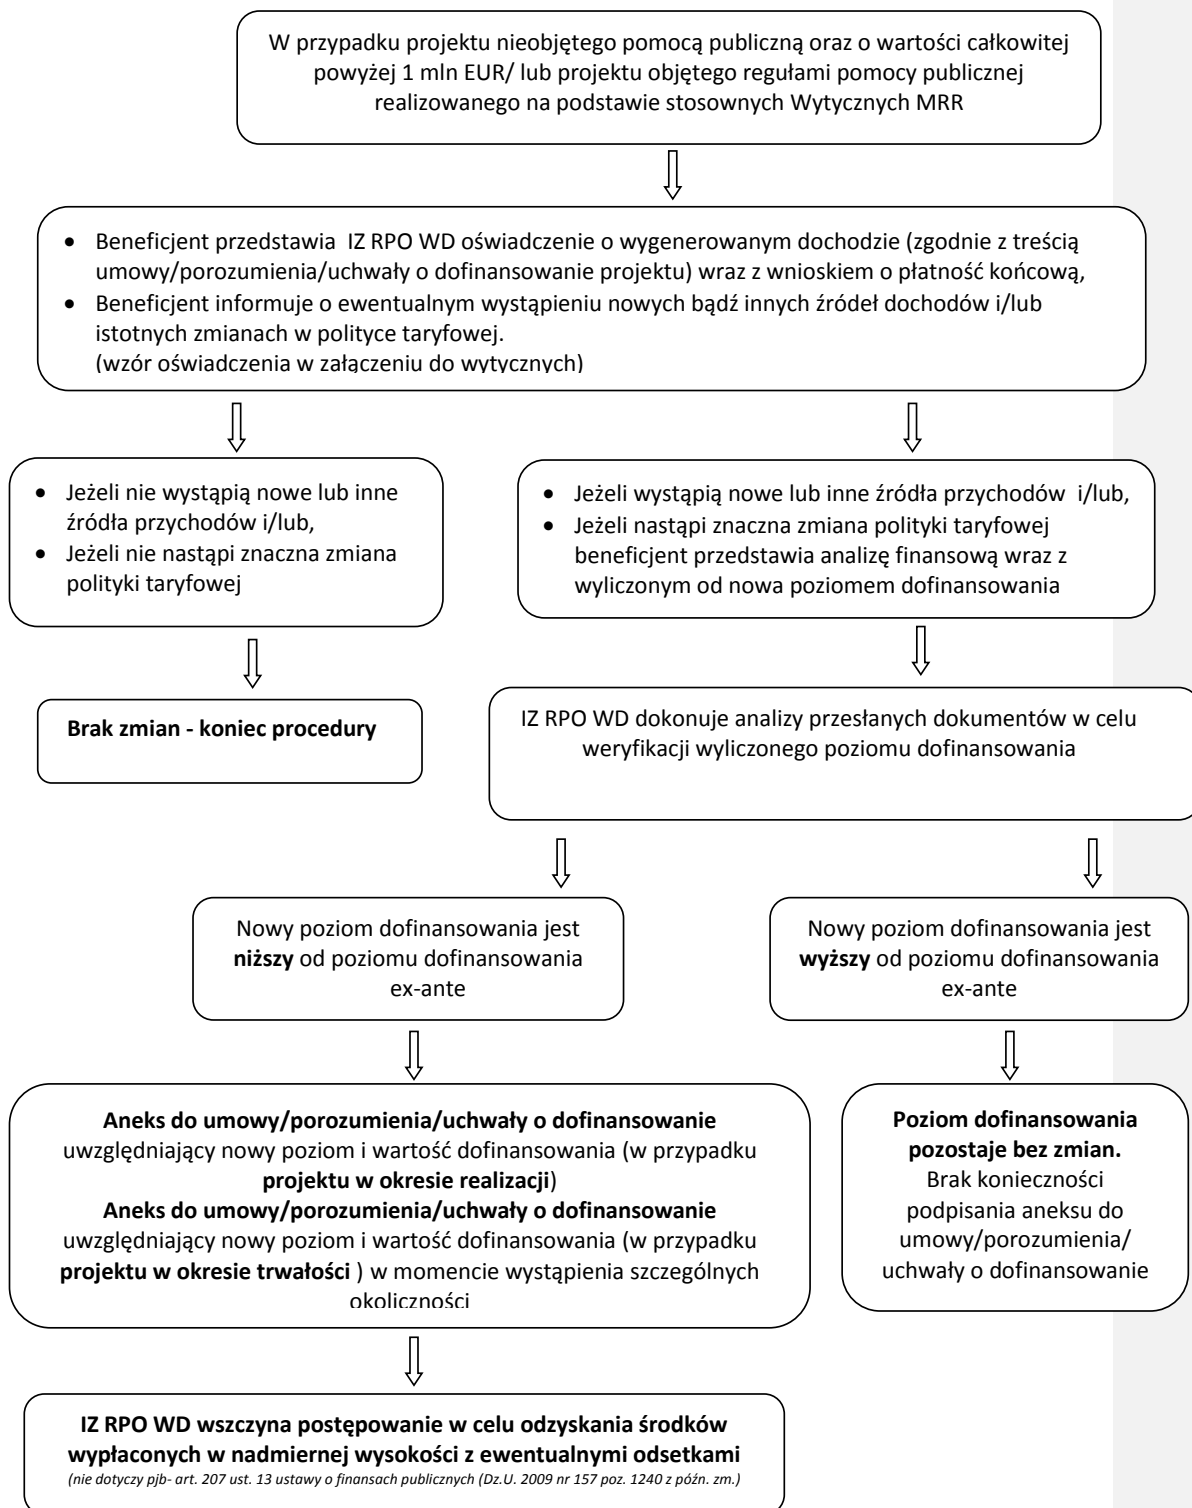 W przypadku projektu nieobjętego pomocą publiczną oraz o wartości całkowitej
powyżej 1 mln EUR/ lub projektu objętego regułami pomocy publicznej
realizowanego na podstawie stosownych Wytycznych MRR
• Beneficjent przedstawia IZ RPO WD oświadczenie o wygenerowanym dochodzie (zgodnie z treścią
umowy/porozumienia/uchwały o dofinansowanie projektu) wraz z wnioskiem o płatność końcową,
• Beneficjent informuje o ewentualnym wystąpieniu nowych bądź innych źródeł dochodów i/lub
istotnych zmianach w polityce taryfowej.
(wzór oświadczenia w załączeniu do wytycznych)
• Jeżeli nie wystąpią nowe lub inne
źródła przychodów i/lub,
• Jeżeli nie nastąpi znaczna zmiana
polityki taryfowej
• Jeżeli wystąpią nowe lub inne źródła przychodów i/lub,
• Jeżeli nastąpi znaczna zmiana polityki taryfowej
beneficjent przedstawia analizę finansową wraz z
wyliczonym od nowa poziomem dofinansowania
Brak zmian - koniec procedury
IZ RPO WD dokonuje analizy przesłanych dokumentów w celu
weryfikacji wyliczonego poziomu dofinansowania
Nowy poziom dofinansowania jest
niższy od poziomu dofinansowania
ex-ante
Nowy poziom dofinansowania jest
wyższy od poziomu dofinansowania
ex-ante
Aneks do umowy/porozumienia/uchwały o dofinansowanie
uwzględniający nowy poziom i wartość dofinansowania (w przypadku
projektu w okresie realizacji)
Aneks do umowy/porozumienia/uchwały o dofinansowanie
uwzględniający nowy poziom i wartość dofinansowania (w przypadku
projektu w okresie trwałości ) w momencie wystąpienia szczególnych
okoliczności
Poziom dofinansowania
pozostaje bez zmian.
Brak konieczności
podpisania aneksu do
umowy/porozumienia/
uchwały o dofinansowanie
IZ RPO WD wszczyna postępowanie w celu odzyskania środków
wypłaconych w nadmiernej wysokości z ewentualnymi odsetkami
(nie dotyczy pjb- art. 207 ust. 13 ustawy o finansach publicznych (Dz.U. 2009 nr 157 poz. 1240 z późn. zm.)